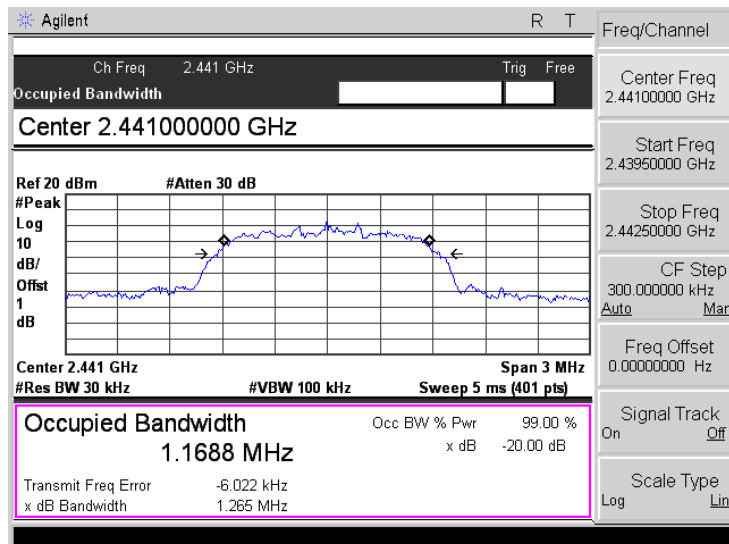 Agilent R T
Ch Freq 2.441 GHz Trig Free
Occupied Bandwidth
Center 2.441000000 GHz
Ref 20 dBm #Atten 30 dB
#Peak
Log
10
dB/
Offst
1
dB
Center 2.441 GHz Span 3 MHz
#Res BW 30 kHz #VBW 100 kHz Sweep 5 ms (401 pts)
Occupied Bandwidth
1.1688 MHz
Occ BW % Pwr 99.00 %
x dB -20.00 dB
Transmit Freq Error -6.022 kHz
x dB Bandwidth 1.265 MHz
Freq/Channel
Center Freq
2.44100000 GHz
Start Freq
2.43950000 GHz
Stop Freq
2.44250000 GHz
CF Step
300.000000 kHz
Auto Mar
Freq Offset
0.00000000 Hz
Signal Track
On Off
Scale Type
Log Lin